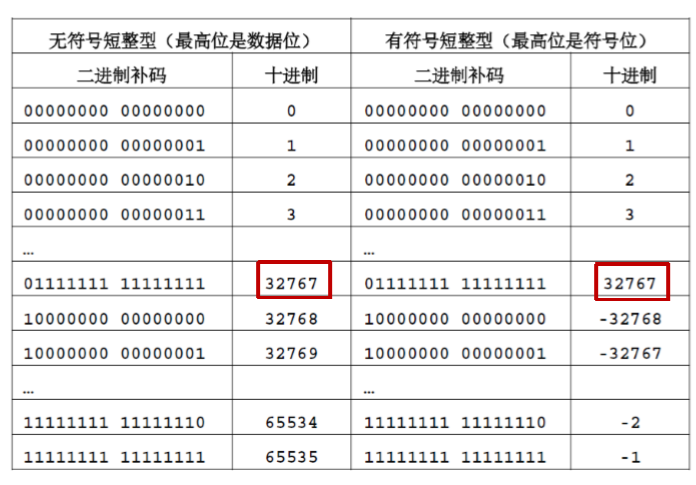 无符号短整型（最高位是数据位） 有符号短整型（最高位是符号位）
二进制补码 十进制 二进制补码 十进制
00000000 00000000 0 00000000 00000000 0
00000000 00000001 1 00000000 00000001 1
00000000 00000010 2 00000000 00000010 2
00000000 00000011 3 00000000 00000011 3
… …
01111111 11111111 32767 01111111 11111111 32767
10000000 00000000 32768 10000000 00000000 -32768
10000000 00000001 32769 10000000 00000001 -32767
… …
11111111 11111110 65534 11111111 11111110 -2
11111111 11111111 65535 11111111 11111111 -1